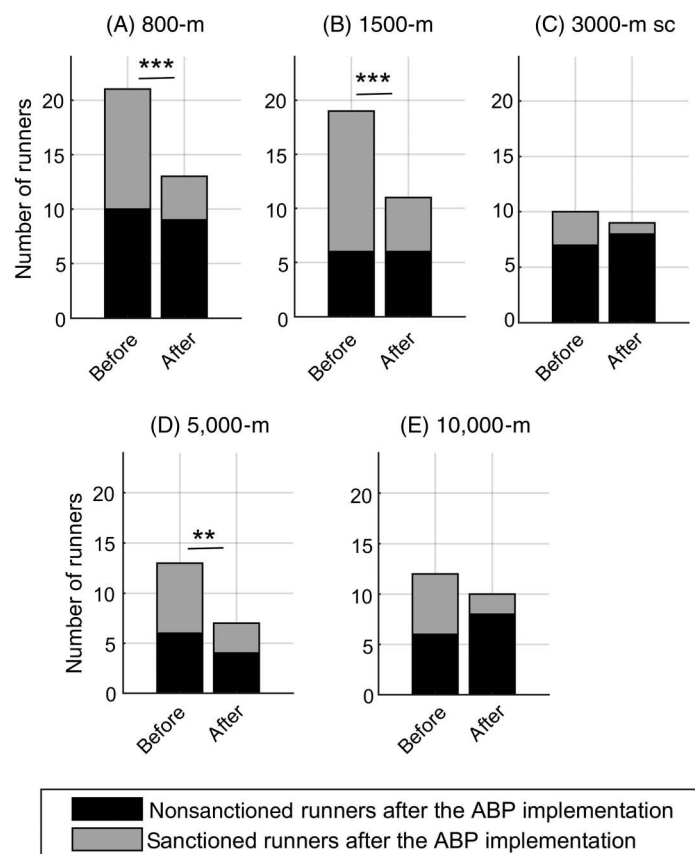 (A) 800-m
(B) 1500-m
(C) 3000-m sc
Number of runners
20
15
10
5
0
***
Before
After
20
15
10
5
0
***
Before
After
20
15
10
5
0
Before
After
(D) 5,000-m
(E) 10,000-m
Number of runners
20
15
10
5
0
**
Before
After
20
15
10
5
0
Before
After
Nonsanctioned runners after the ABP implementation
Sanctioned runners after the ABP implementation